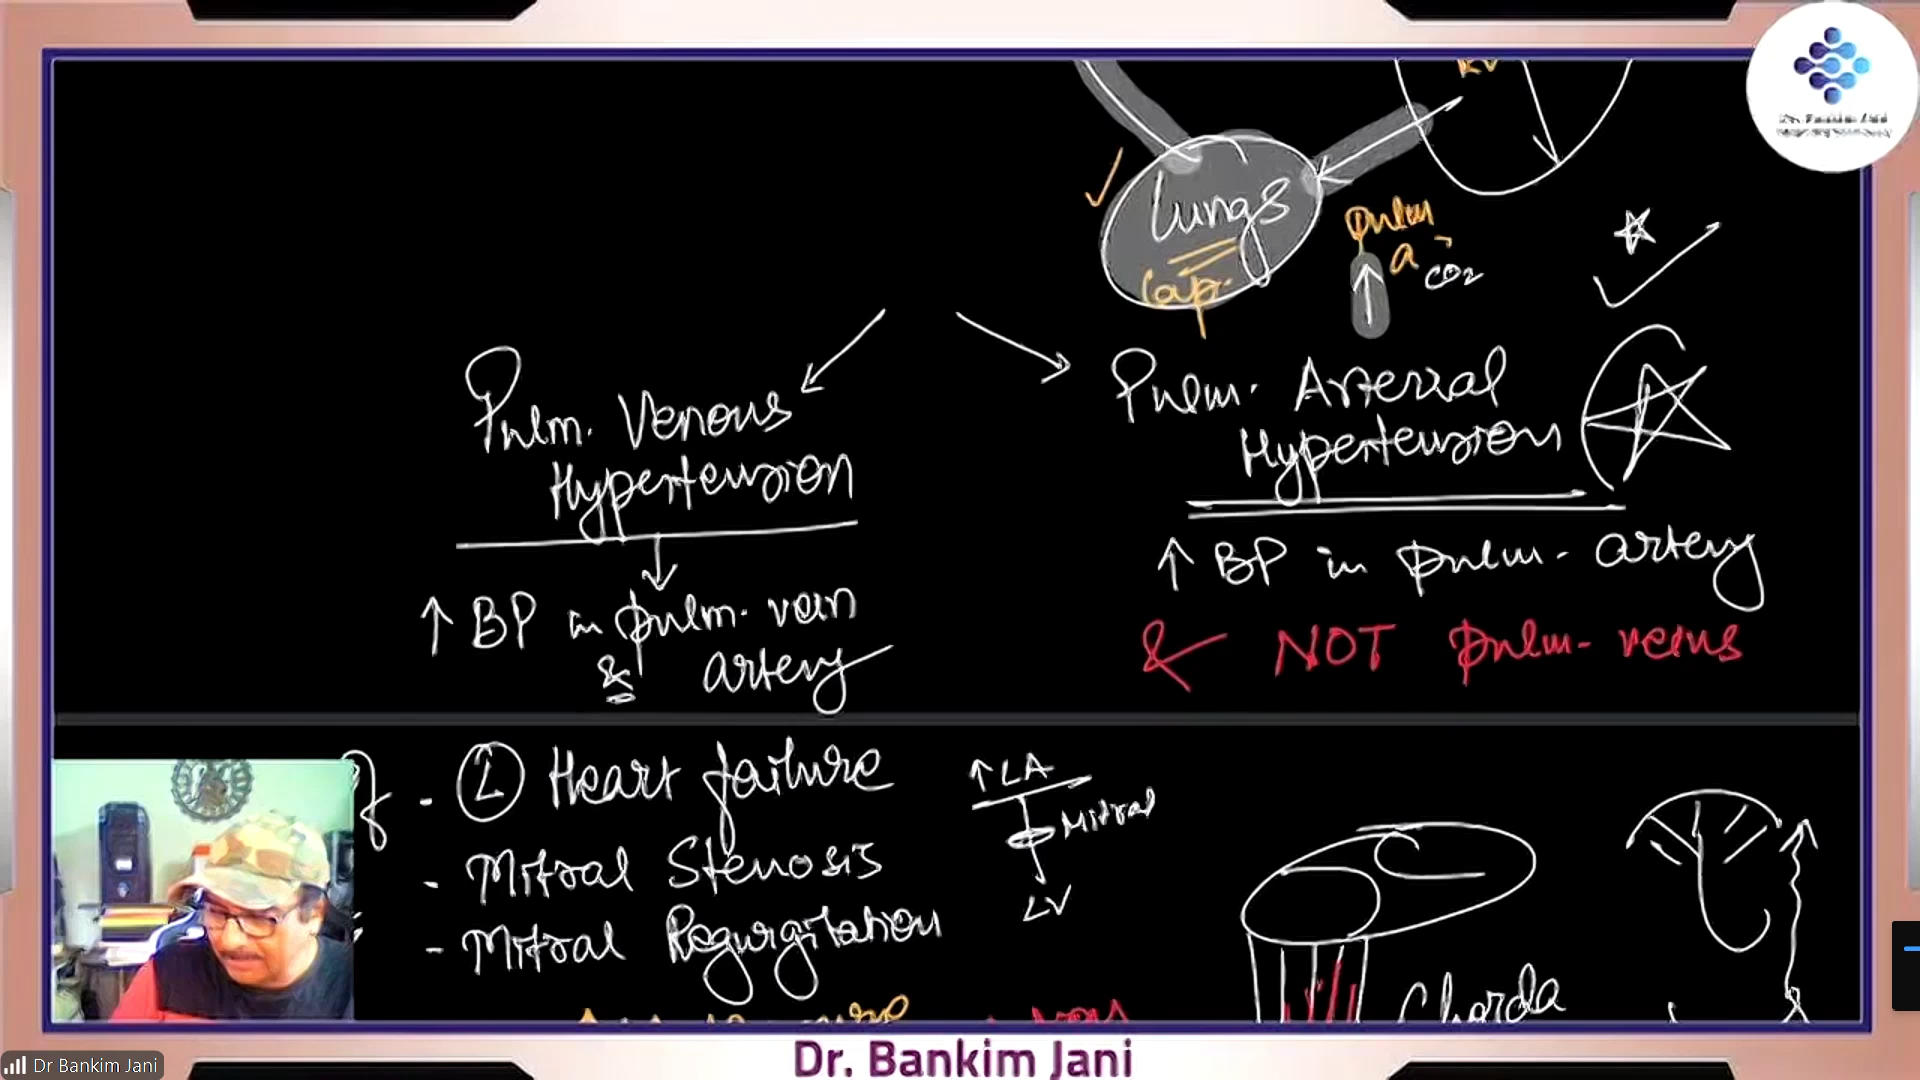 RV
Lungs
Cap.
pulm
a
CO2
Pulm. Venous
Hypertension
↑ BP in pulm. vein
& artery
Pulm. Arterial
Hypertension
↑ BP in pulm. artery
& NOT pulm. veins
- (L) Heart failure
- Mitral Stenosis
- Mitral Regurgitation
↑ LA
Mitral
LV
Chorda
Dr. Bankim Jani
Dr Bankim Jani